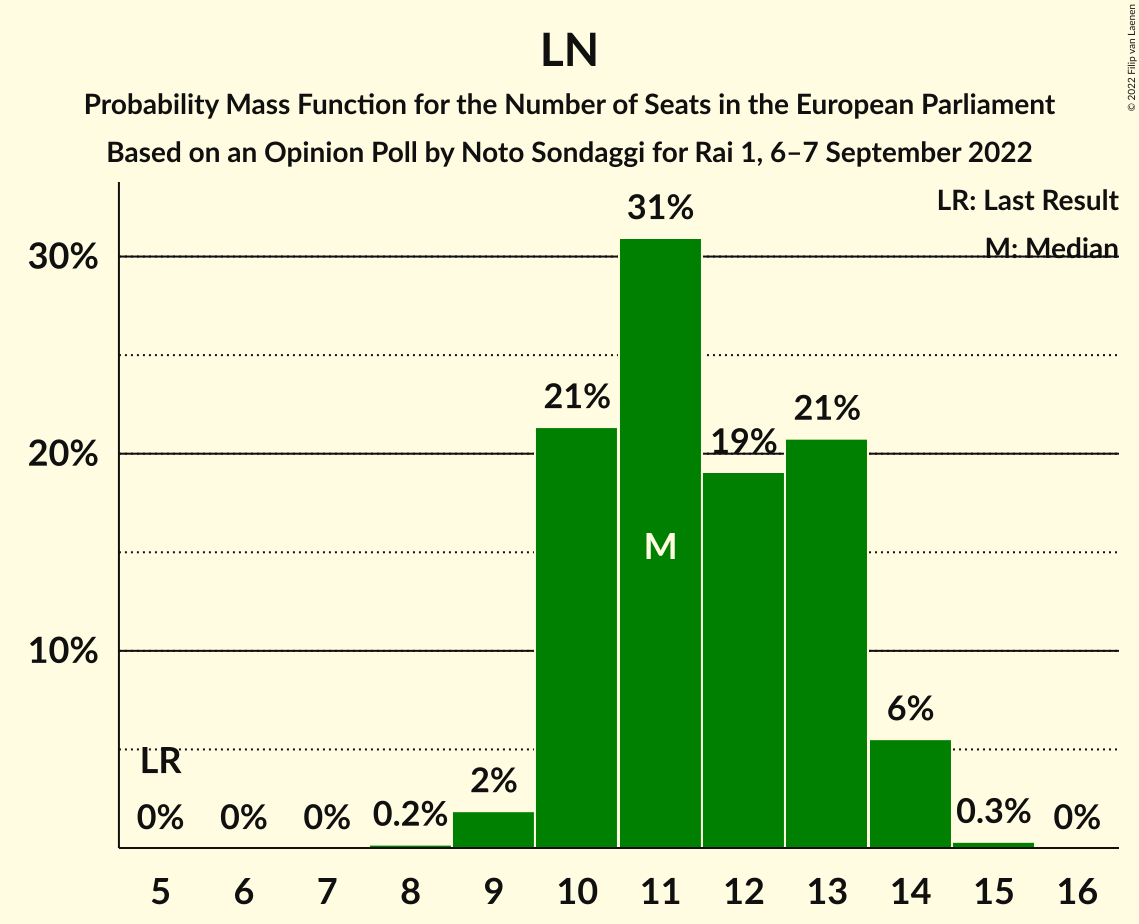 © 2022 Filip van Laenen
LN
Probability Mass Function for the Number of Seats in the European Parliament
Based on an Opinion Poll by Noto Sondaggi for Rai 1, 6–7 September 2022
LR: Last Result
M: Median
30%
20%
10%
31%
21%
19%
21%
M
6%
LR
0%
0%
0%
0.2%
2%
0.3%
0%
5 6 7 8 9 10 11 12 13 14 15 16